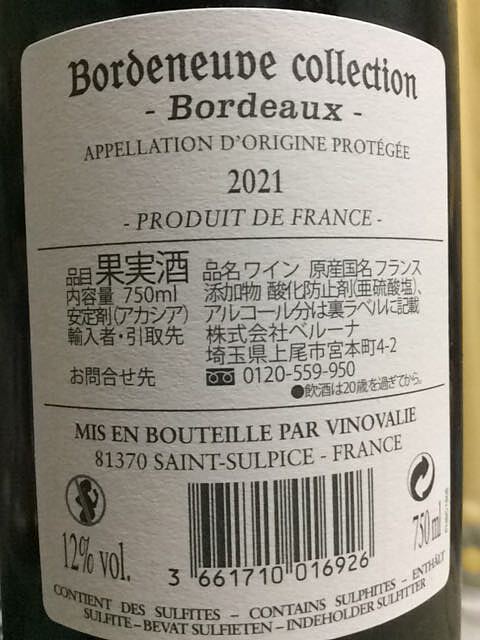 Bordeneuve collection
- Bordeaux -
APPELLATION D'ORIGINE PROTÉGÉE
2021
- PRODUIT DE FRANCE -
品目 果実酒 品名 ワイン 原産国名 フランス
内容量 750ml 添加物 酸化防止剤(亜硫酸塩)、
安定剤(アカシア) アルコール分は裏ラベルに記載
輸入者・引取先 株式会社ベルーナ
埼玉県上尾市宮本町4-2
お問合せ先 0120-559-950
●飲酒は20歳を過ぎてから。
MIS EN BOUTEILLE PAR VINOVALIE
81370 SAINT-SULPICE - FRANCE
12% vol.
750 ml
3 661710 016926
CONTIENT DES SULFITES – CONTAINS SULPHITES – ENTHÄLT
SULFITE – BEVAT SULFIETEN – INDEHOLDER SULFITTER